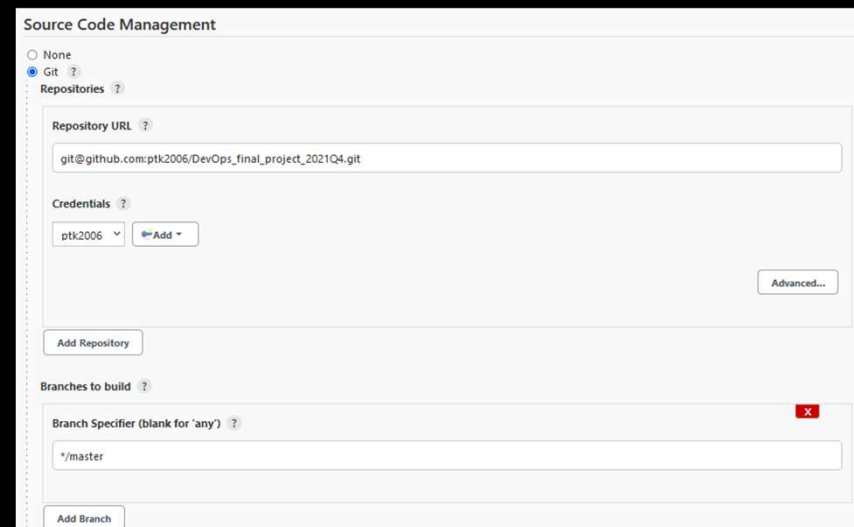 Source Code Management
None
Git ?
Repositories ?
Repository URL ?
git@github.com:ptk2006/DevOps_final_project_2021Q4.git
Credentials ?
ptk2006 Add
Advanced...
Add Repository
Branches to build ?
X
Branch Specifier (blank for 'any') ?
*/master
Add Branch